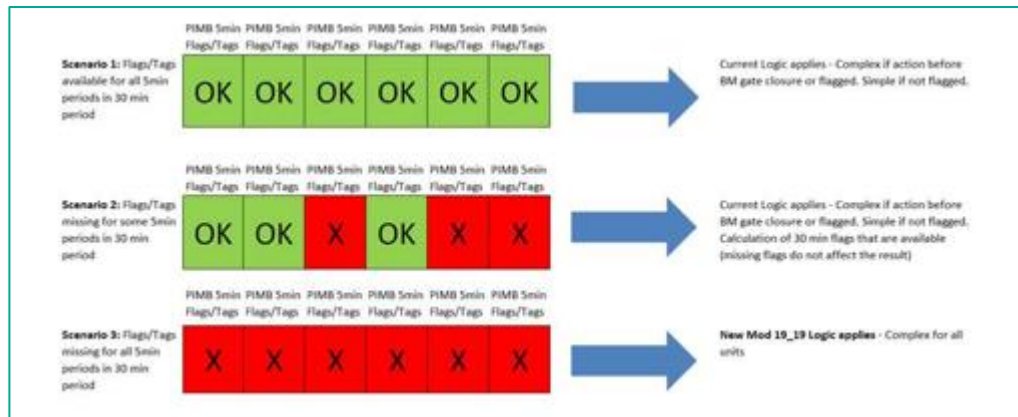 PIMB 5min PIMB 5min PIMB 5min PIMB 5min PIMB 5min PIMB 5min
Flags/Tags Flags/Tags Flags/Tags Flags/Tags Flags/Tags Flags/Tags
Scenario 1: Flags/Tags
available for all 5min
periods in 30 min
period
OK OK OK OK OK OK
Current Logic applies - Complex if action before
BM gate closure or flagged. Simple if not flagged.
PIMB 5min PIMB 5min PIMB 5min PIMB 5min PIMB 5min PIMB 5min
Flags/Tags Flags/Tags Flags/Tags Flags/Tags Flags/Tags Flags/Tags
Scenario 2: Flags/Tags
missing for some 5min
periods in 30 min
period
OK OK X OK X X
Current Logic applies - Complex if action before
BM gate closure or flagged. Simple if not flagged.
Calculation of 30 min flags that are available
(missing flags do not affect the result)
PIMB 5min PIMB 5min PIMB 5min PIMB 5min PIMB 5min PIMB 5min
Flags/Tags Flags/Tags Flags/Tags Flags/Tags Flags/Tags Flags/Tags
Scenario 3: Flags/Tags
missing for all 5min
periods in 30 min
period
X X X X X X
New Mod 19_19 Logic applies - Complex for all
units